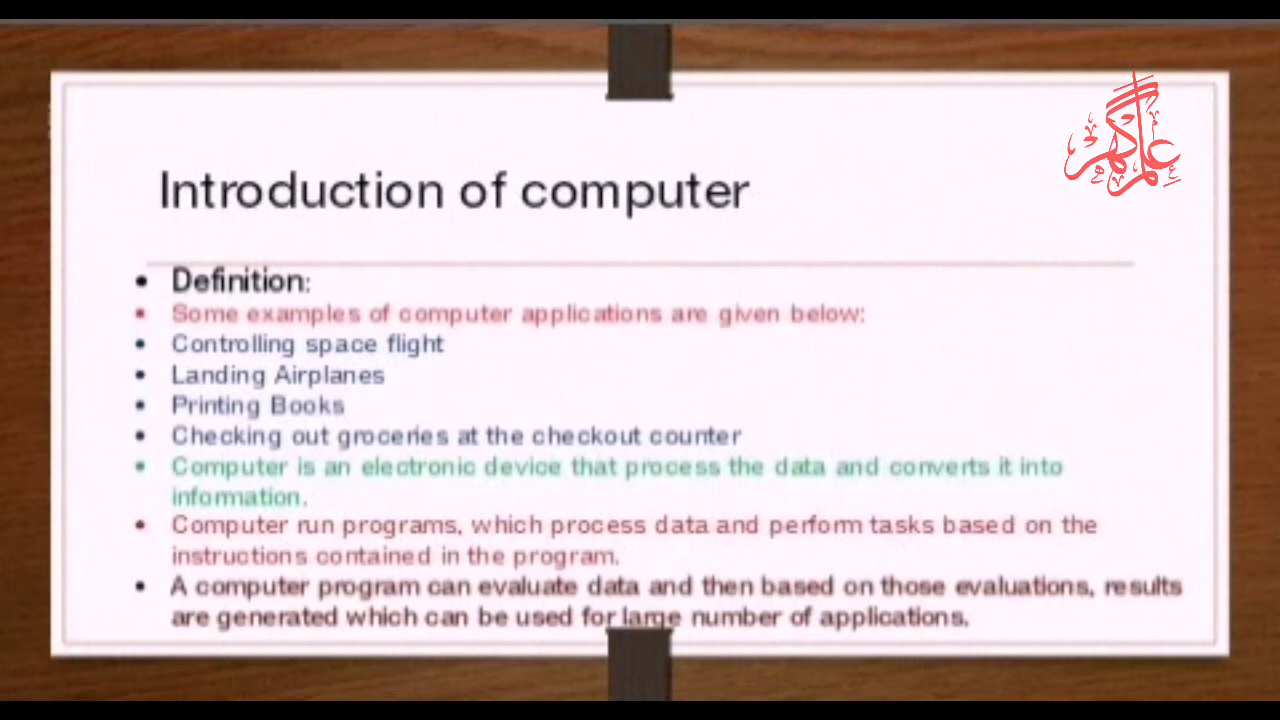 علم گھر
Introduction of computer
• Definition:
• Some examples of computer applications are given below:
• Controlling space flight
• Landing Airplanes
• Printing Books
• Checking out groceries at the checkout counter
• Computer is an electronic device that process the data and converts it into
information.
• Computer run programs, which process data and perform tasks based on the
instructions contained in the program.
• A computer program can evaluate data and then based on those evaluations, results
are generated which can be used for large number of applications.